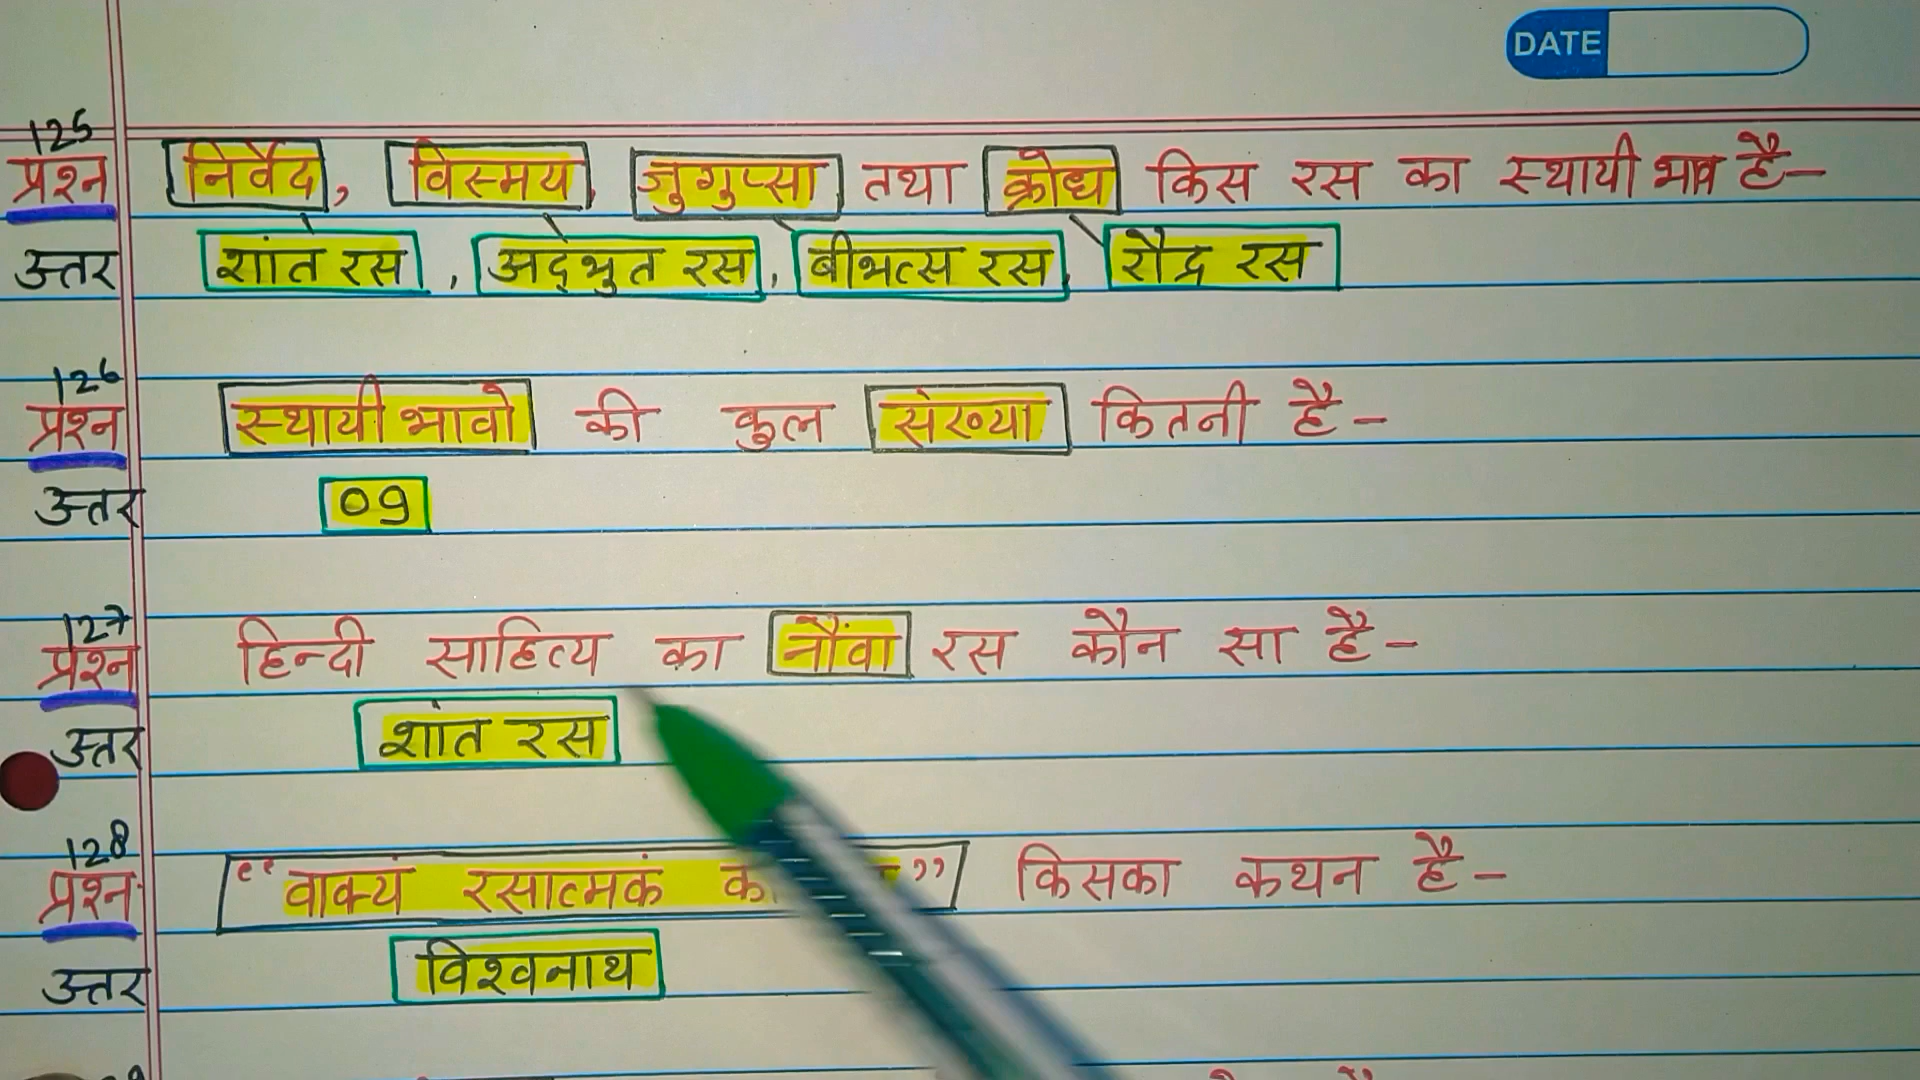 DATE
125
प्रश्न निर्वेद, विस्मय, जुगुप्सा तथा क्रोध किस रस का स्थायी भाव है-
उत्तर शांत रस, अद्भुत रस, बीभत्स रस, रौद्र रस
126
प्रश्न स्थायी भावो की कुल संख्या कितनी है-
उत्तर 09
127
प्रश्न हिन्दी साहित्य का नौंवा रस कौन सा है-
उत्तर शांत रस
128
प्रश्न "वाक्यं रसात्मकं" किसका कथन है-
उत्तर विश्वनाथ